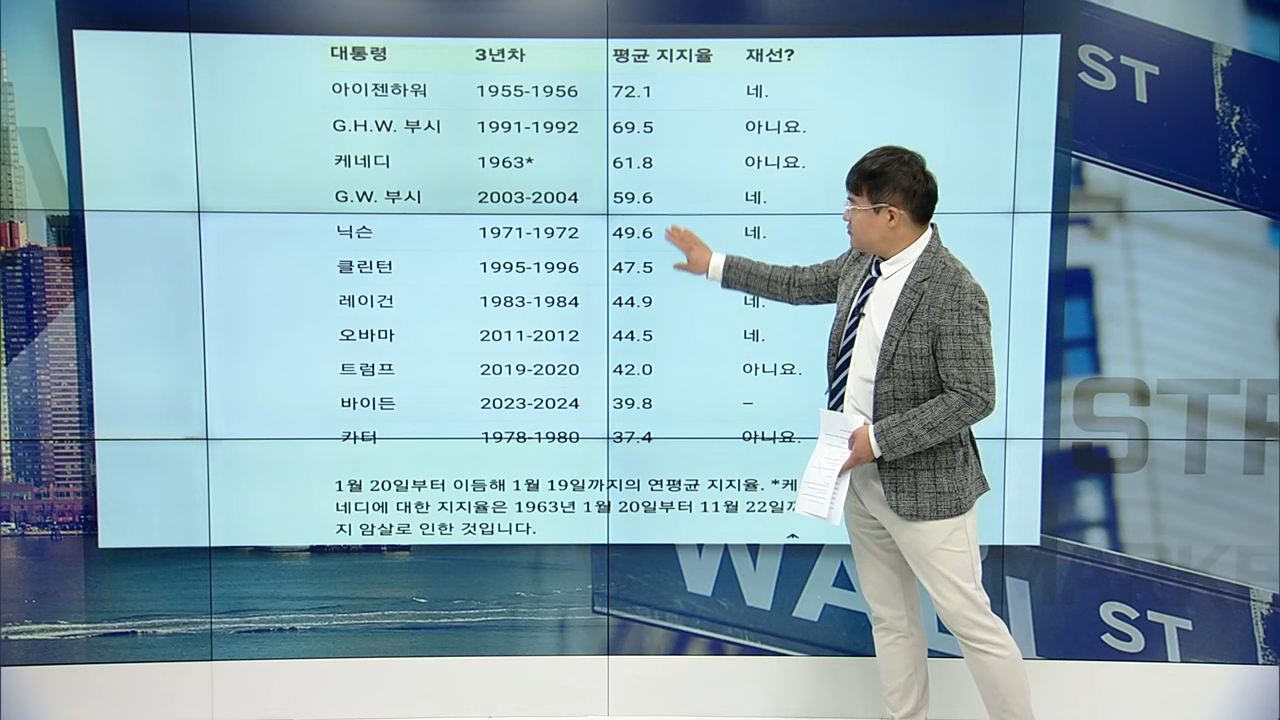 대통령 3년차 평균 지지율 재선?
아이젠하워 1955-1956 72.1 네.
G.H.W. 부시 1991-1992 69.5 아니요.
케네디 1963* 61.8 아니요.
G.W. 부시 2003-2004 59.6 네.
닉슨 1971-1972 49.6 네.
클린턴 1995-1996 47.5
레이건 1983-1984 44.9 네.
오바마 2011-2012 44.5 네.
트럼프 2019-2020 42.0 아니요.
바이든 2023-2024 39.8 –
카터 1978-1980 37.4 아니요.
1월 20일부터 이듬해 1월 19일까지의 연평균 지지율. *케
네디에 대한 지지율은 1963년 1월 20일부터 11월 22일까
지 암살로 인한 것입니다.
ST
STR
WALL
ST